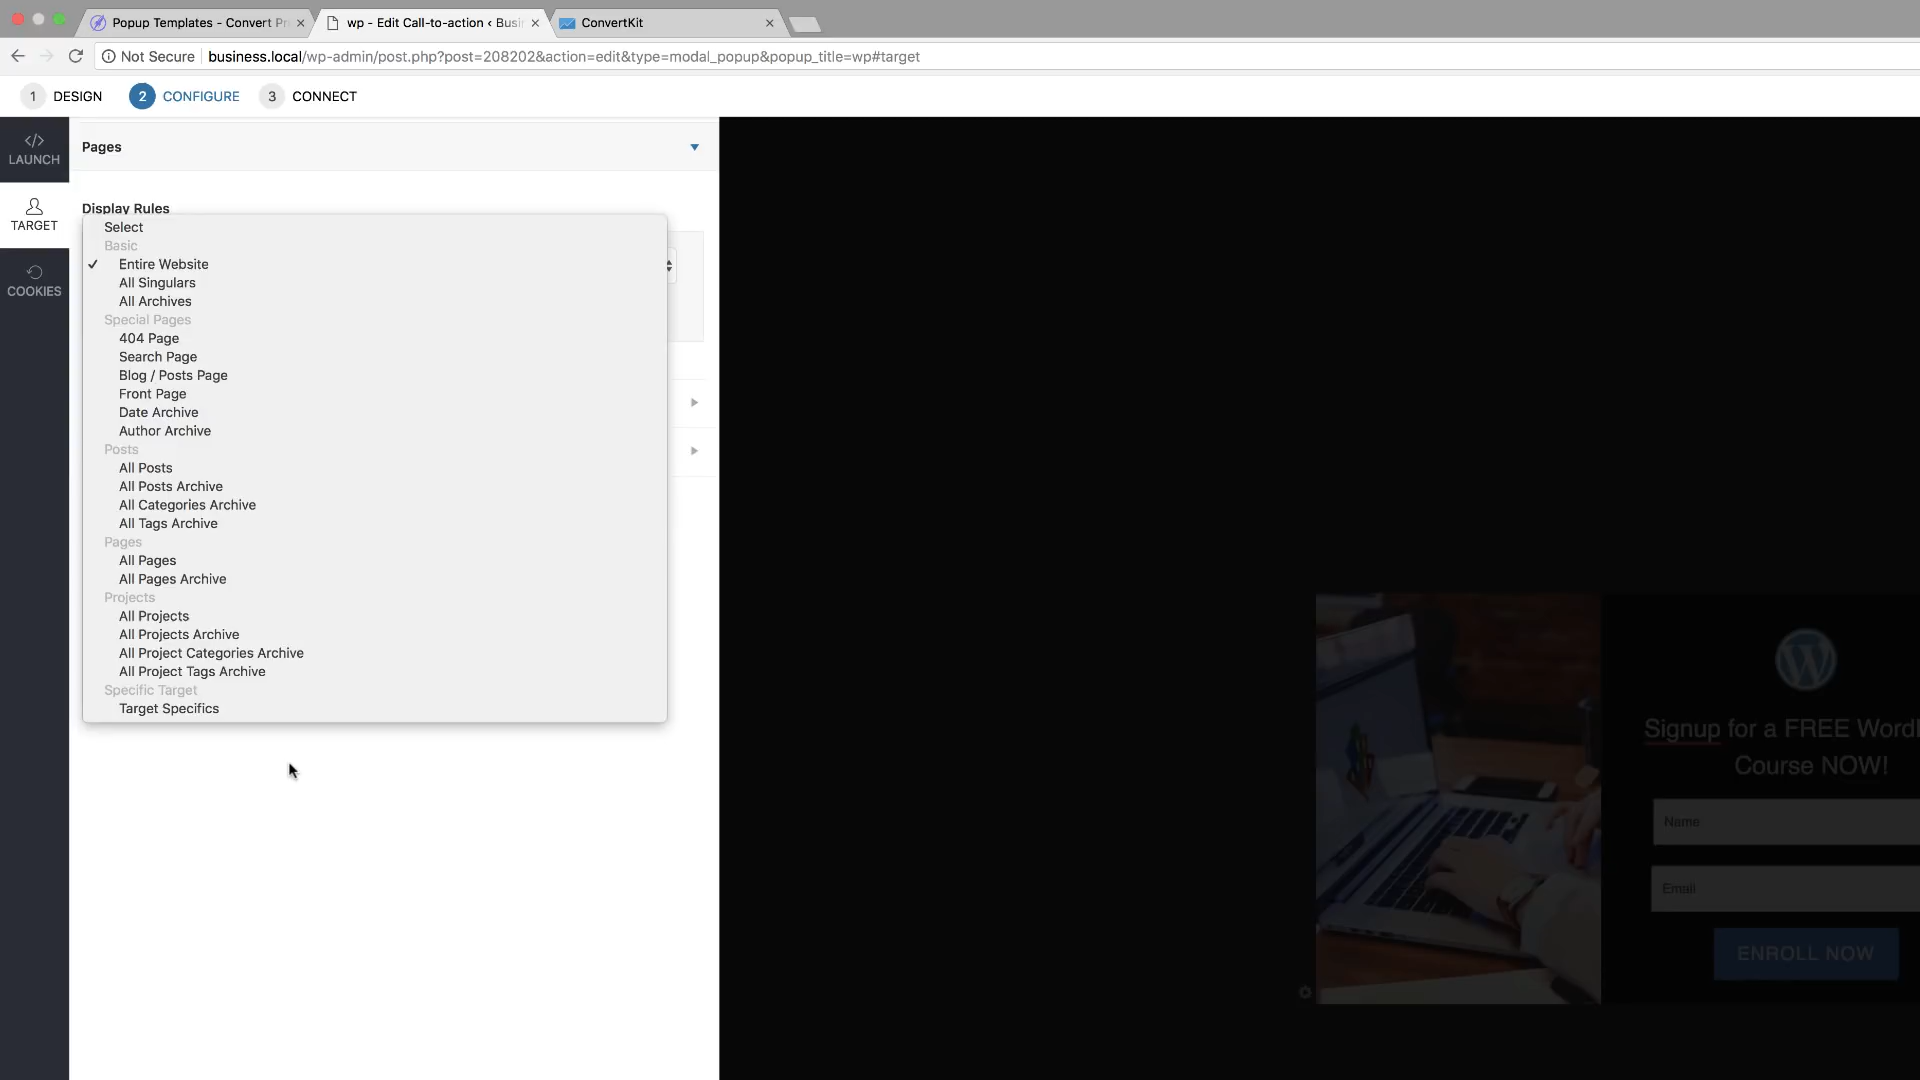 Popup Templates - Convert Pr
wp - Edit Call-to-action ‹ Busi
ConvertKit
Not Secure
business.local/wp-admin/post.php?post=208202&action=edit&type=modal_popup&popup_title=wp#target
1 DESIGN
2 CONFIGURE
3 CONNECT
LAUNCH
TARGET
COOKIES
Pages
Display Rules
Select
Basic
Entire Website
All Singulars
All Archives
Special Pages
404 Page
Search Page
Blog / Posts Page
Front Page
Date Archive
Author Archive
Posts
All Posts
All Posts Archive
All Categories Archive
All Tags Archive
Pages
All Pages
All Pages Archive
Projects
All Projects
All Projects Archive
All Project Categories Archive
All Project Tags Archive
Specific Target
Target Specifics
Signup for a FREE Word
Course NOW!
Name
Email
ENROLL NOW